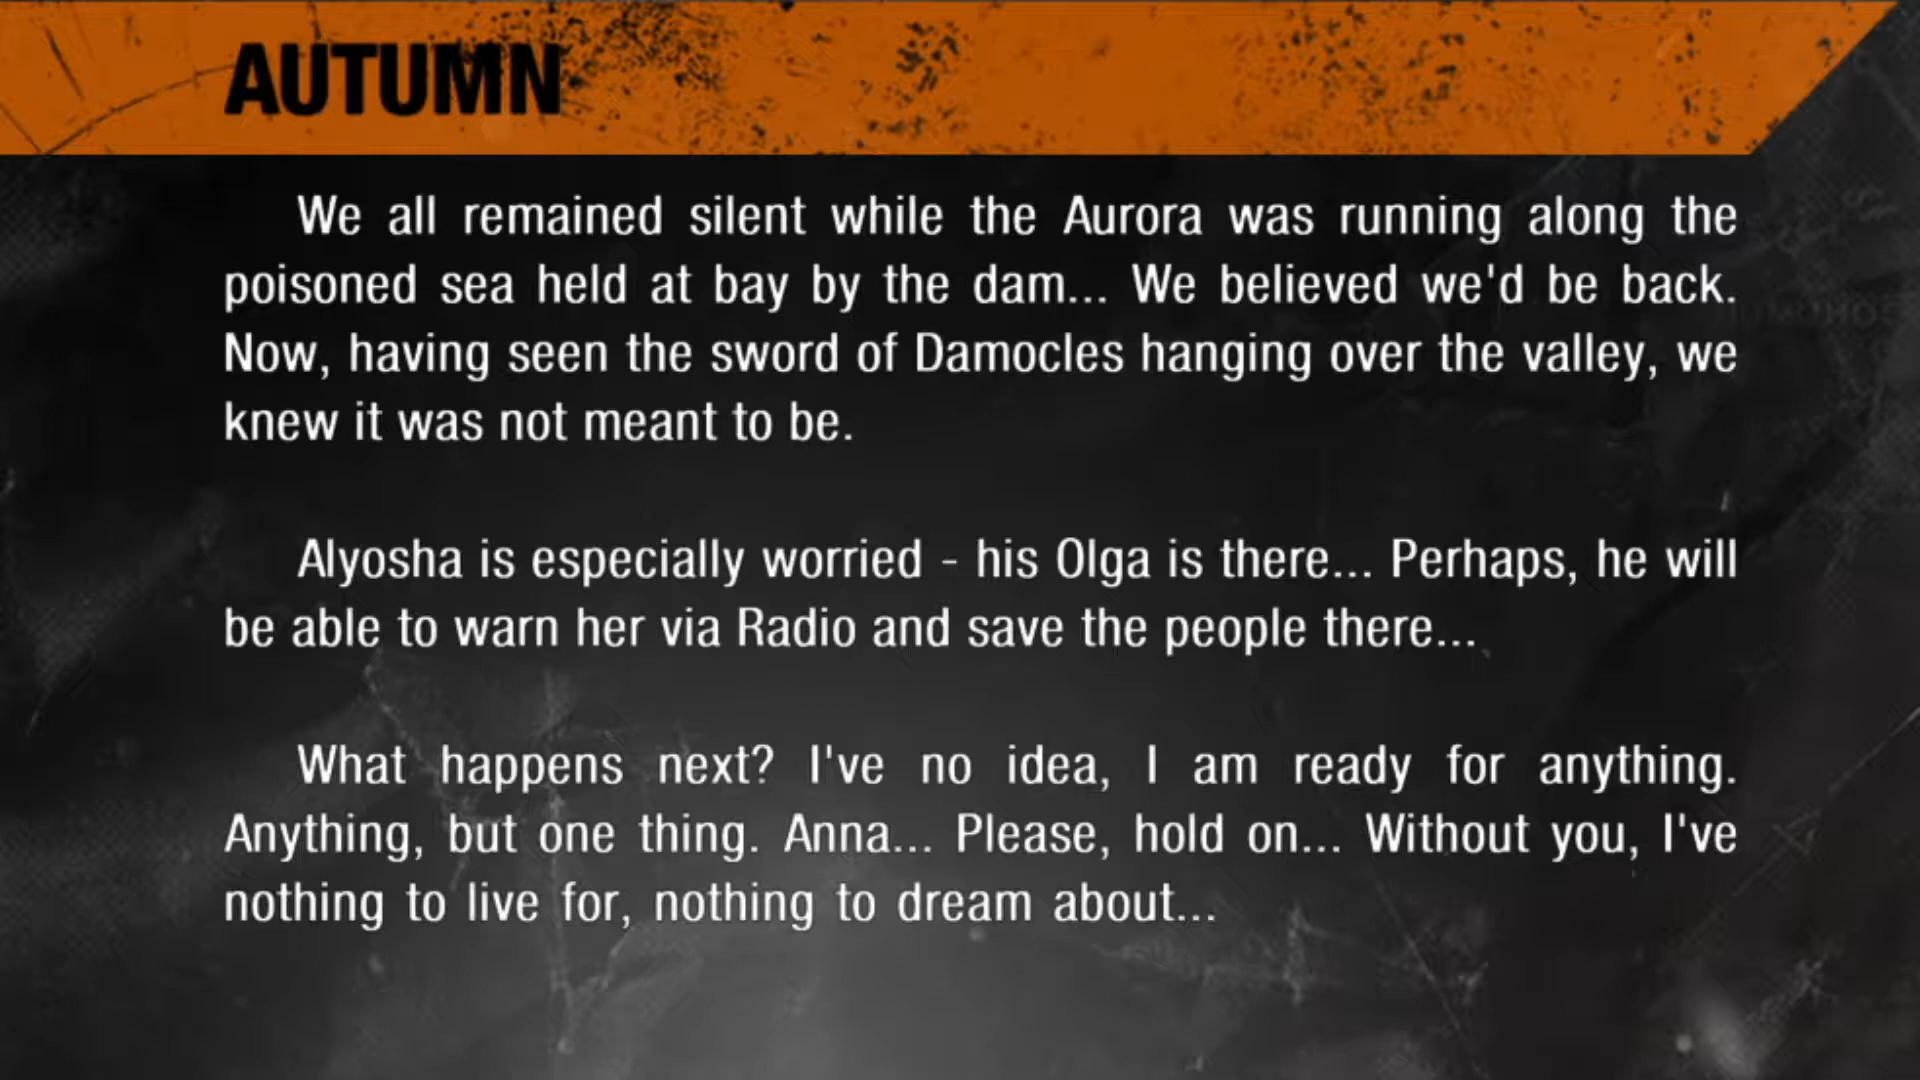 AUTUMN
We all remained silent while the Aurora was running along the
poisoned sea held at bay by the dam... We believed we'd be back.
Now, having seen the sword of Damocles hanging over the valley, we
knew it was not meant to be.
Alyosha is especially worried - his Olga is there... Perhaps, he will
be able to warn her via Radio and save the people there...
What happens next? I've no idea, I am ready for anything.
Anything, but one thing. Anna... Please, hold on... Without you, I've
nothing to live for, nothing to dream about...